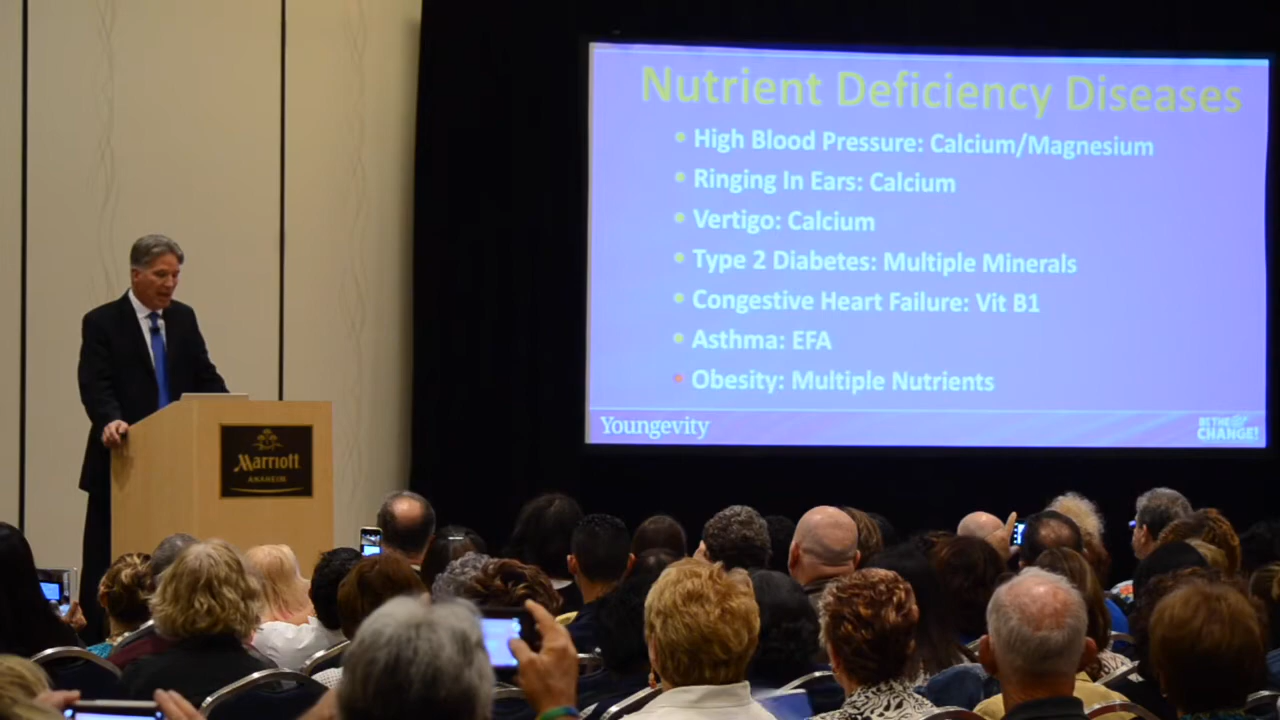 Nutrient Deficiency Diseases
• High Blood Pressure: Calcium/Magnesium
• Ringing In Ears: Calcium
• Vertigo: Calcium
• Type 2 Diabetes: Multiple Minerals
• Congestive Heart Failure: Vit B1
• Asthma: EFA
• Obesity: Multiple Nutrients
Youngevity
BE THE
CHANGE!
Marriott
ANAHEIM